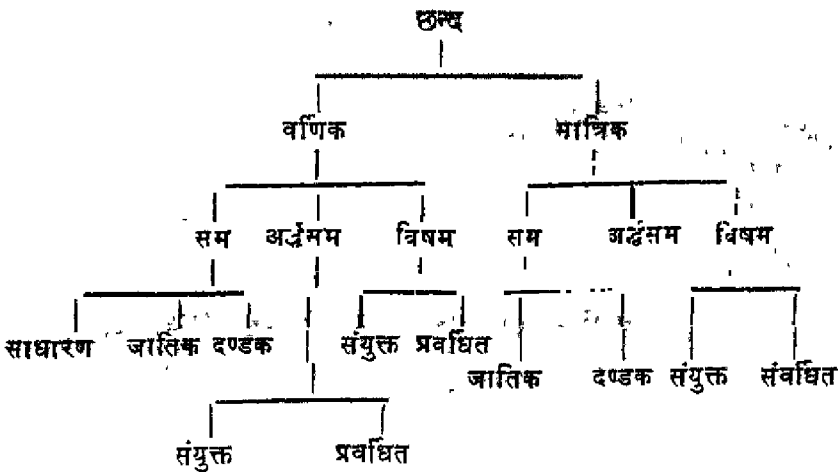 छन्द
वर्णिक मात्रिक
सम अर्द्धसम विषम सम अर्द्धसम विषम
साधारण जातिक दण्डक संयुक्त प्रवर्धित
जातिक दण्डक संयुक्त संवर्धित
संयुक्त प्रवर्धित